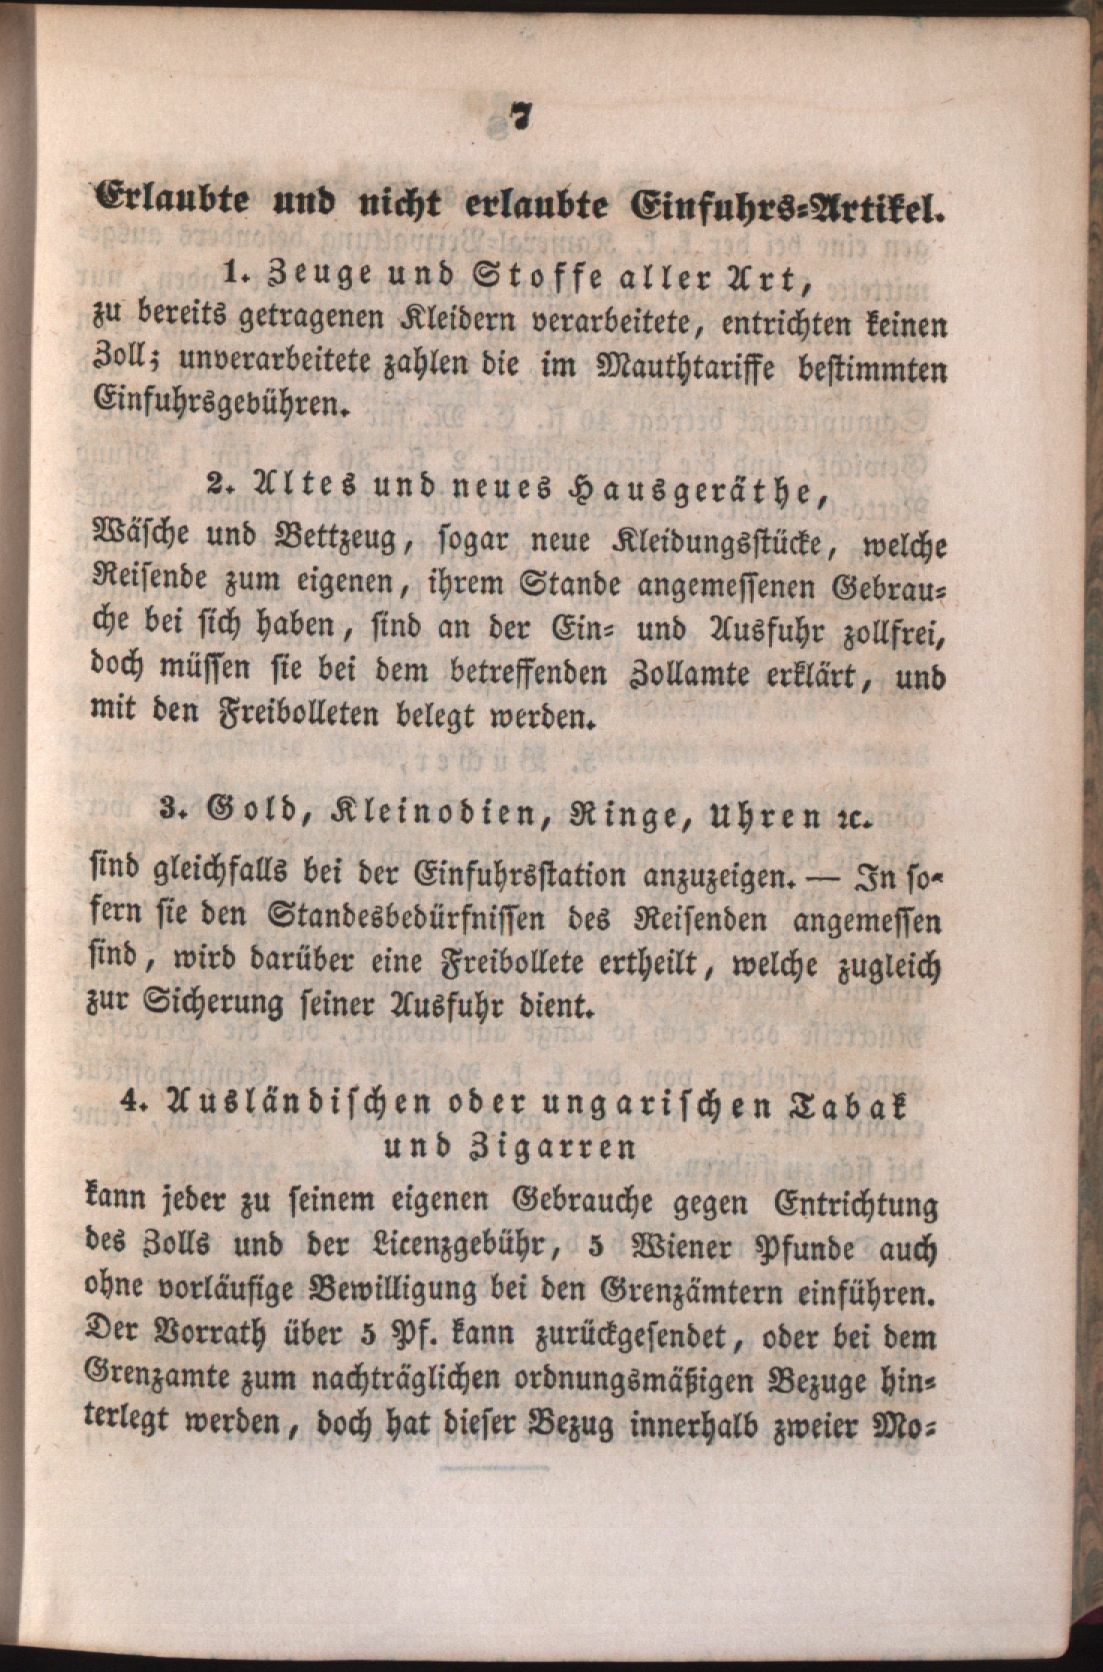 7
Erlaubte und nicht erlaubte Einfuhrs-Artikel.
1. Zeuge und Stoffe aller Art,
zu bereits getragenen Kleidern verarbeitete, entrichten keinen
Zoll; unverarbeitete zahlen die im Mauthtariffe bestimmten
Einfuhrsgebühren.
2. Altes und neues Hausgeräthe,
Wäsche und Bettzeug, sogar neue Kleidungsstücke, welche
Reisende zum eigenen, ihrem Stande angemessenen Gebrau-
che bei sich haben, sind an der Ein- und Ausfuhr zollfrei,
doch müssen sie bei dem betreffenden Zollamte erklärt, und
mit den Freibolleten belegt werden.
3. Gold, Kleinodien, Ringe, Uhren ꝛc.
sind gleichfalls bei der Einfuhrsstation anzuzeigen. — In so-
fern sie den Standesbedürfnissen des Reisenden angemessen
sind, wird darüber eine Freibollete ertheilt, welche zugleich
zur Sicherung seiner Ausfuhr dient.
4. Ausländischen oder ungarischen Tabak
und Zigarren
kann jeder zu seinem eigenen Gebrauche gegen Entrichtung
des Zolls und der Licenzgebühr, 5 Wiener Pfunde auch
ohne vorläufige Bewilligung bei den Grenzämtern einführen.
Der Vorrath über 5 Pf. kann zurückgesendet, oder bei dem
Grenzamte zum nachträglichen ordnungsmäßigen Bezuge hin-
terlegt werden, doch hat dieser Bezug innerhalb zweier Mo-